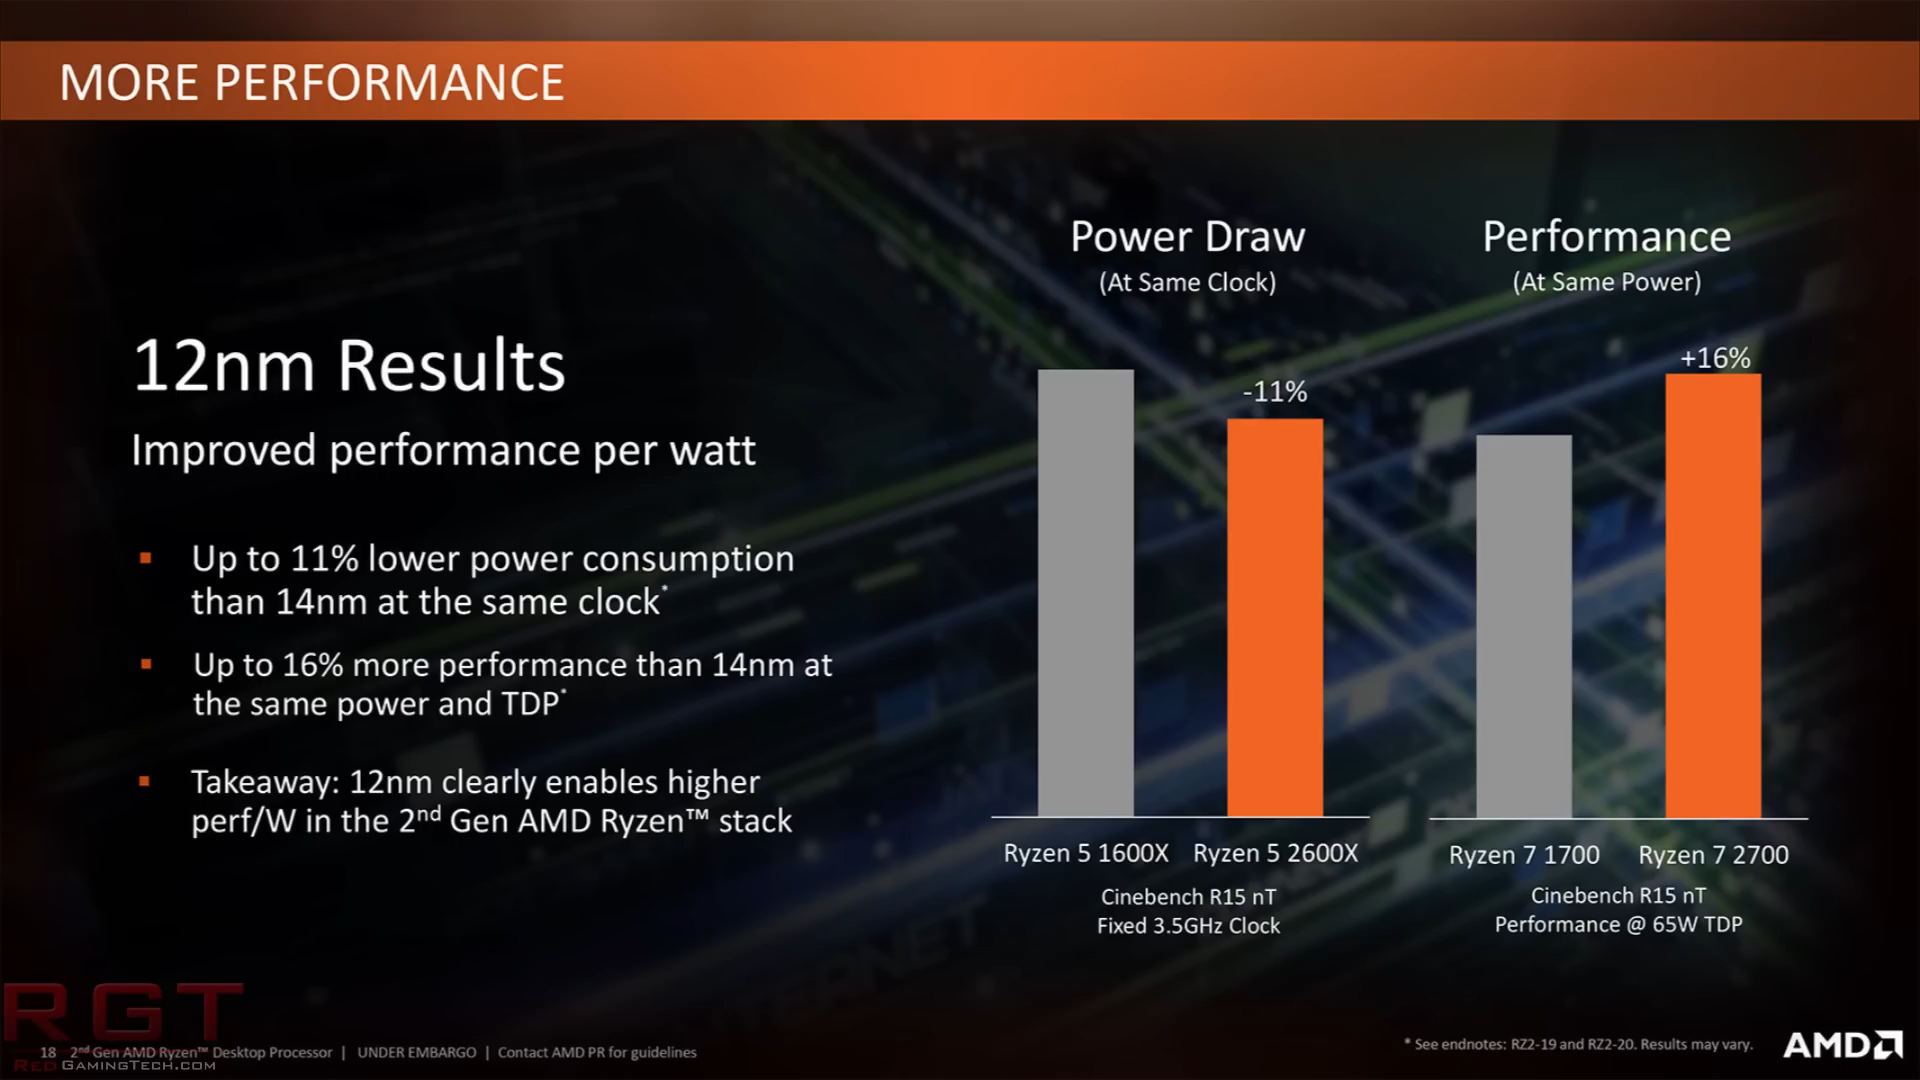 MORE PERFORMANCE
12nm Results
Improved performance per watt
▪ Up to 11% lower power consumption
than 14nm at the same clock*
▪ Up to 16% more performance than 14nm at
the same power and TDP*
▪ Takeaway: 12nm clearly enables higher
perf/W in the 2nd Gen AMD Ryzen™ stack
Power Draw
(At Same Clock)
-11%
Ryzen 5 1600X Ryzen 5 2600X
Cinebench R15 nT
Fixed 3.5GHz Clock
Performance
(At Same Power)
+16%
Ryzen 7 1700 Ryzen 7 2700
Cinebench R15 nT
Performance @ 65W TDP
RGT
18 2nd Gen AMD Ryzen™ Desktop Processor | UNDER EMBARGO | Contact AMD PR for guidelines
REDGAMINGTECH.COM
* See endnotes: RZ2-19 and RZ2-20. Results may vary.
AMD